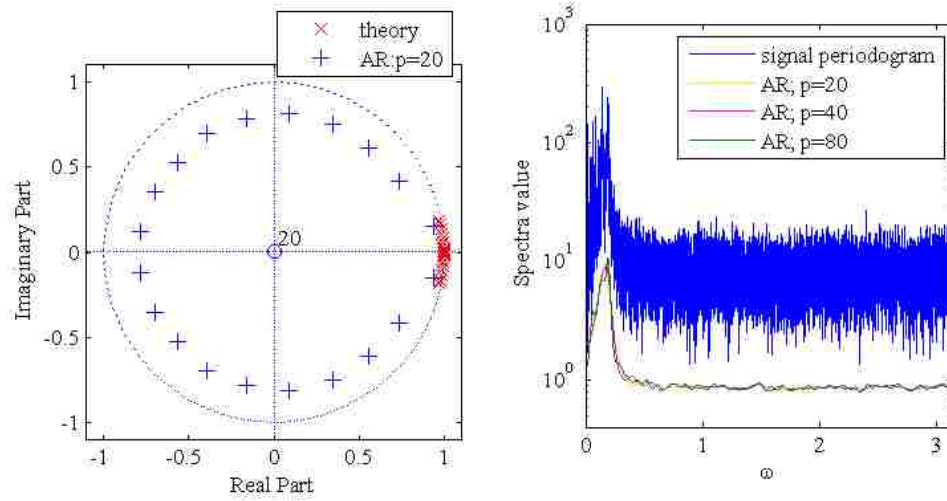 theory
AR:p=20
1
0.5
0
-0.5
-1
Imaginary Part
20
-1
-0.5
0
0.5
1
Real Part
10^3
10^2
10^1
10^0
Spectra value
signal periodogram
AR; p=20
AR; p=40
AR; p=80
0
1
2
3
ω